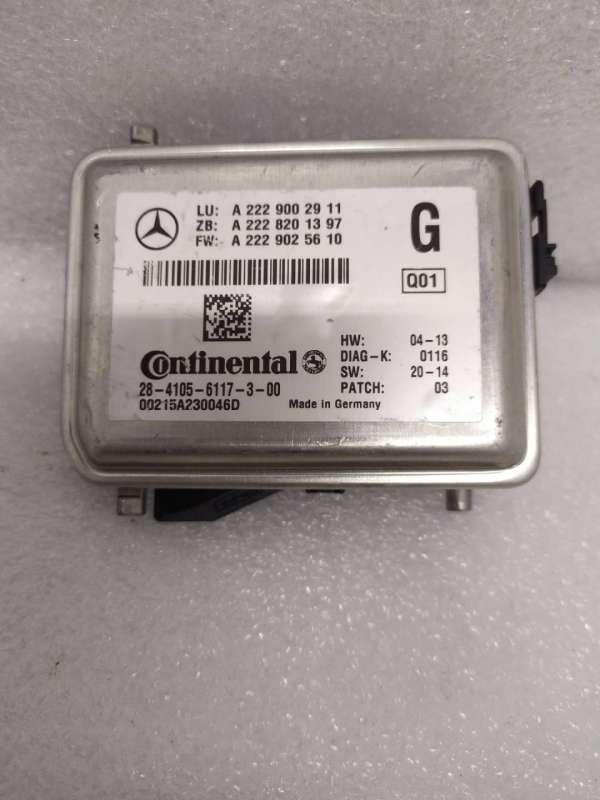 LU: A 222 900 29 11
ZB: A 222 820 13 97
FW: A 222 902 56 10
G
Q01
Continental
HW: 04-13
DIAG-K: 0116
SW: 20-14
PATCH: 03
28-4105-6117-3-00
00215A230046D
Made in Germany